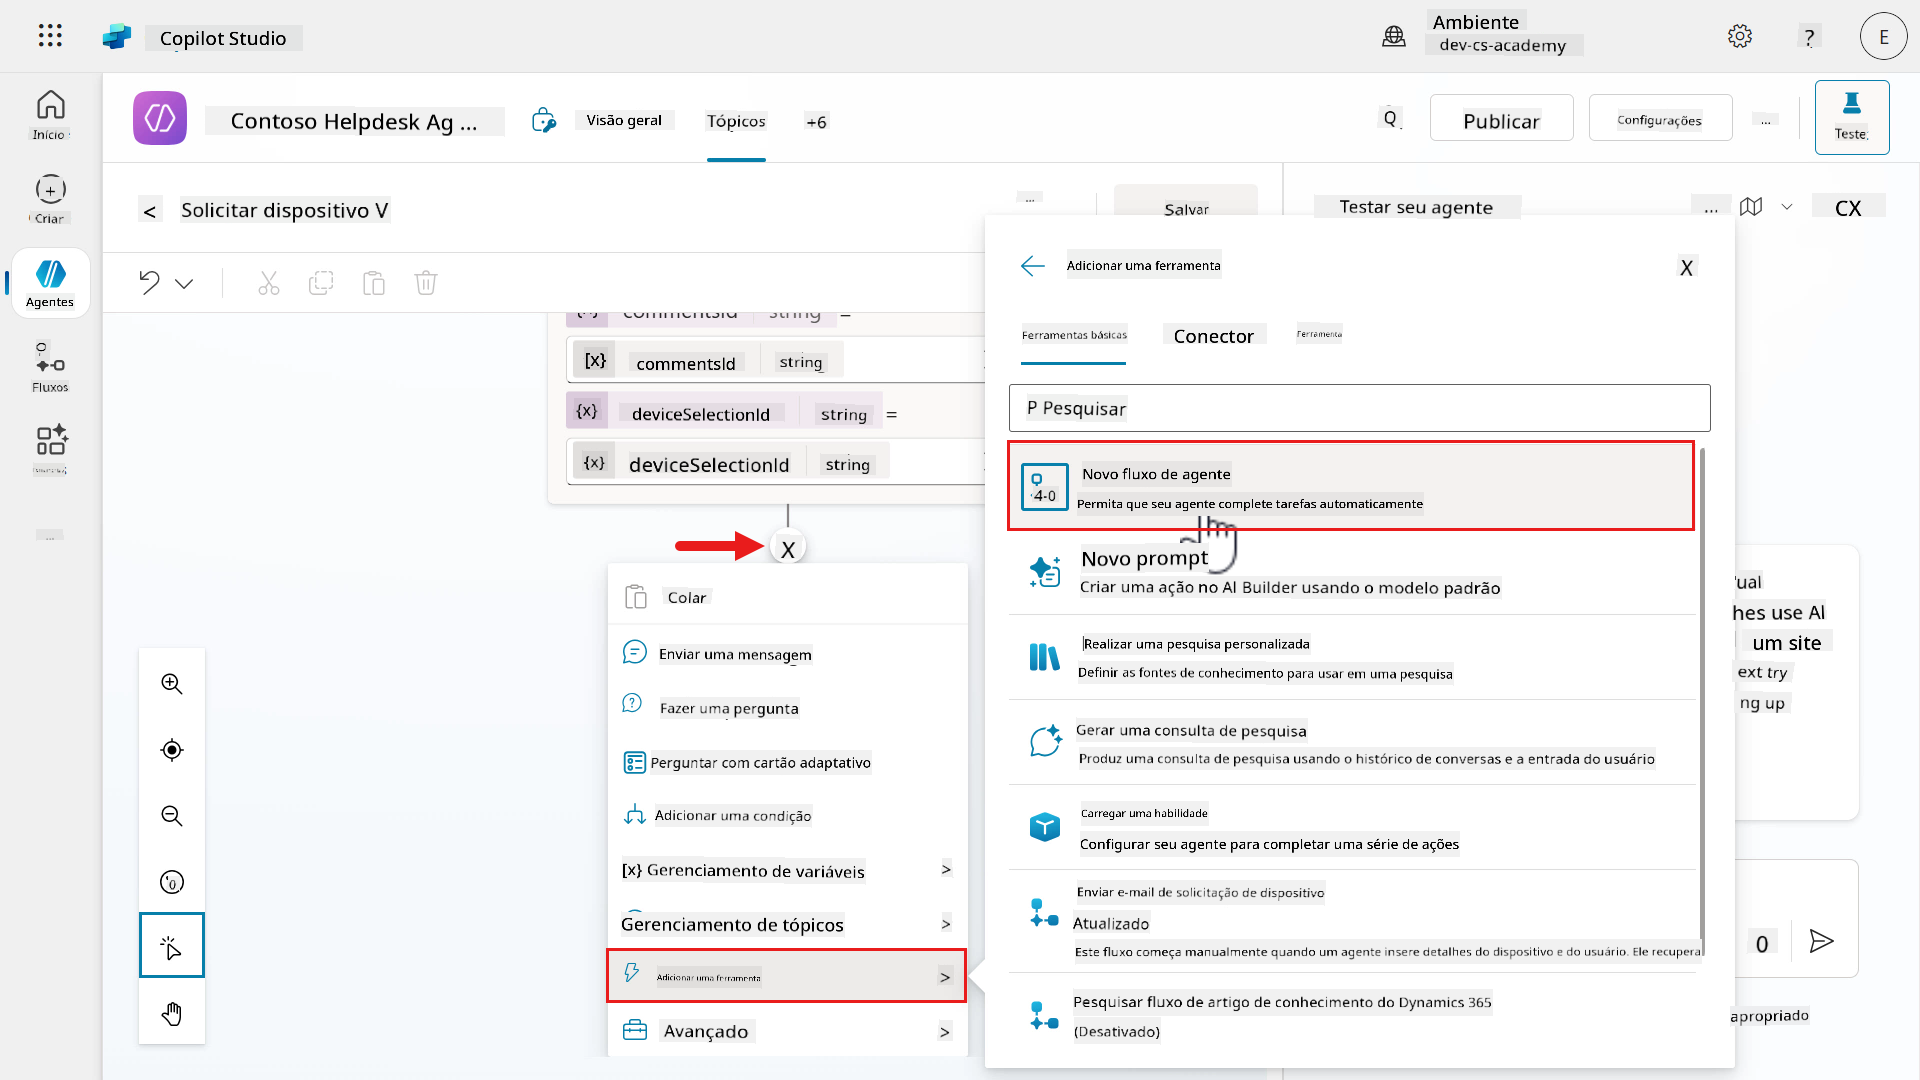 Copilot Studio
Ambiente
dev-cs-academy
?
E
Início
Contoso Helpdesk Ag ...
Visão geral
Tópicos
+6
Publicar
Configurações
...
Teste
Criar
< Solicitar dispositivo V
...
Salvar
Testar seu agente
...
CX
Agentes
Fluxos
...
commentsId string =
[x] commentsId string
{x} deviceSelectionId string =
{x} deviceSelectionId string
X
Colar
Enviar uma mensagem
Fazer uma pergunta
Perguntar com cartão adaptativo
Adicionar uma condição
[x] Gerenciamento de variáveis >
Gerenciamento de tópicos >
Adicionar uma ferramenta >
Avançado >
Adicionar uma ferramenta
X
Ferramentas básicas
Conector
Ferramenta
P Pesquisar
4-0
Novo fluxo de agente
Permita que seu agente complete tarefas automaticamente
Novo prompt
Criar uma ação no AI Builder usando o modelo padrão
Realizar uma pesquisa personalizada
Definir as fontes de conhecimento para usar em uma pesquisa
Gerar uma consulta de pesquisa
Produz uma consulta de pesquisa usando o histórico de conversas e a entrada do usuário
Carregar uma habilidade
Configurar seu agente para completar uma série de ações
Enviar e-mail de solicitação de dispositivo
Atualizado
Este fluxo começa manualmente quando um agente insere detalhes do dispositivo e do usuário. Ele recupera
Pesquisar fluxo de artigo de conhecimento do Dynamics 365
(Desativado)
ual
hes use AI
um site
ext try
ng up
0
apropriado